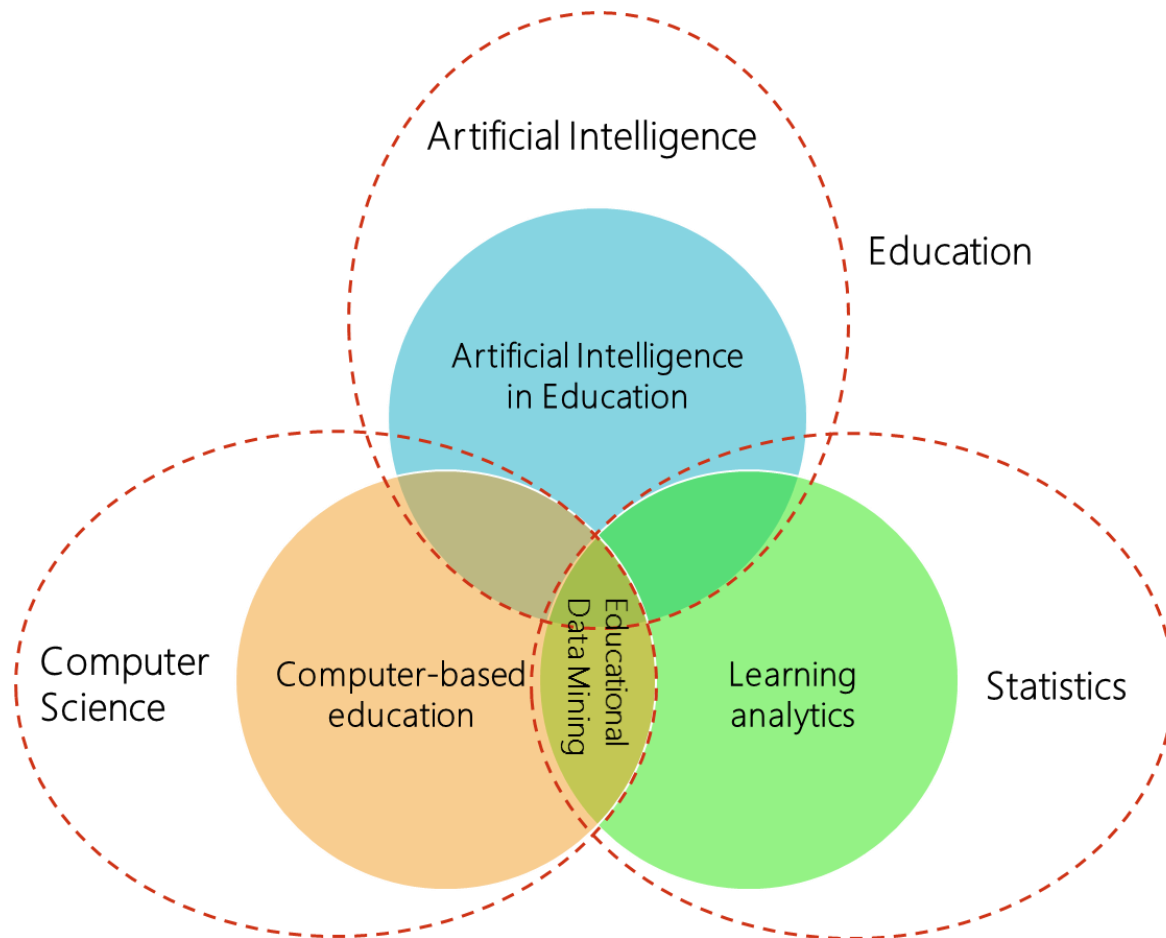 Artificial Intelligence
Education
Artificial Intelligence
in Education
Computer
Science
Computer-based
education
Educational
Data Mining
Learning
analytics
Statistics